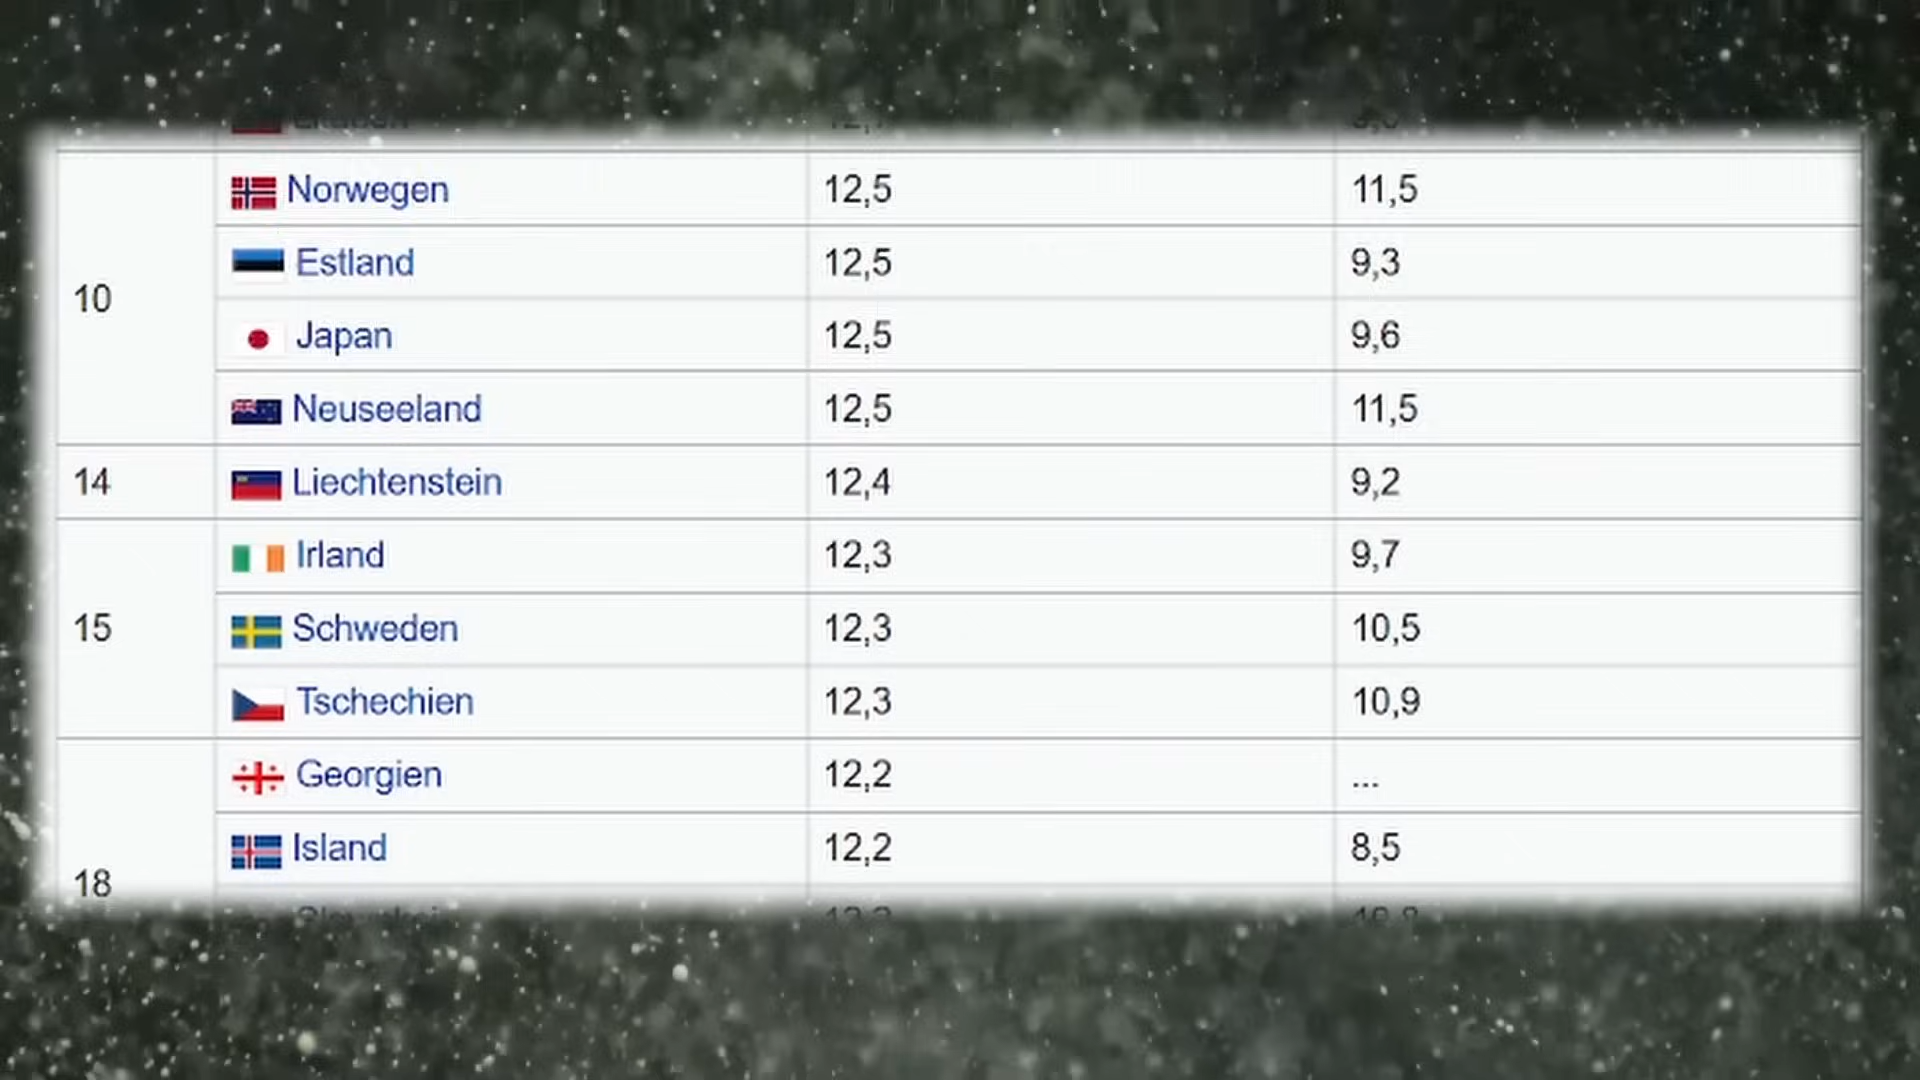 10
Norwegen 12,5 11,5
Estland 12,5 9,3
Japan 12,5 9,6
Neuseeland 12,5 11,5
14 Liechtenstein 12,4 9,2
15
Irland 12,3 9,7
Schweden 12,3 10,5
Tschechien 12,3 10,9
18
Georgien 12,2 ...
Island 12,2 8,5